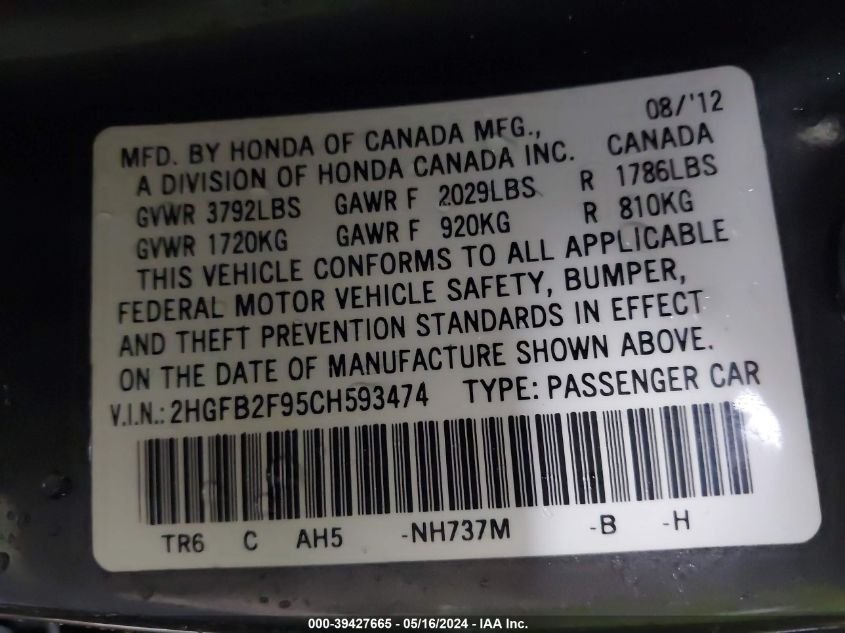 08/'12
MFD. BY HONDA OF CANADA MFG.,
A DIVISION OF HONDA CANADA INC. CANADA
GVWR 3792LBS GAWR F 2029LBS R 1786LBS
GVWR 1720KG GAWR F 920KG R 810KG
THIS VEHICLE CONFORMS TO ALL APPLICABLE
FEDERAL MOTOR VEHICLE SAFETY, BUMPER,
AND THEFT PREVENTION STANDARDS IN EFFECT
ON THE DATE OF MANUFACTURE SHOWN ABOVE.
V.I.N.: 2HGFB2F95CH593474 TYPE: PASSENGER CAR
TR6 C AH5 -NH737M -B -H
000-39427665 - 05/16/2024 - IAA Inc.